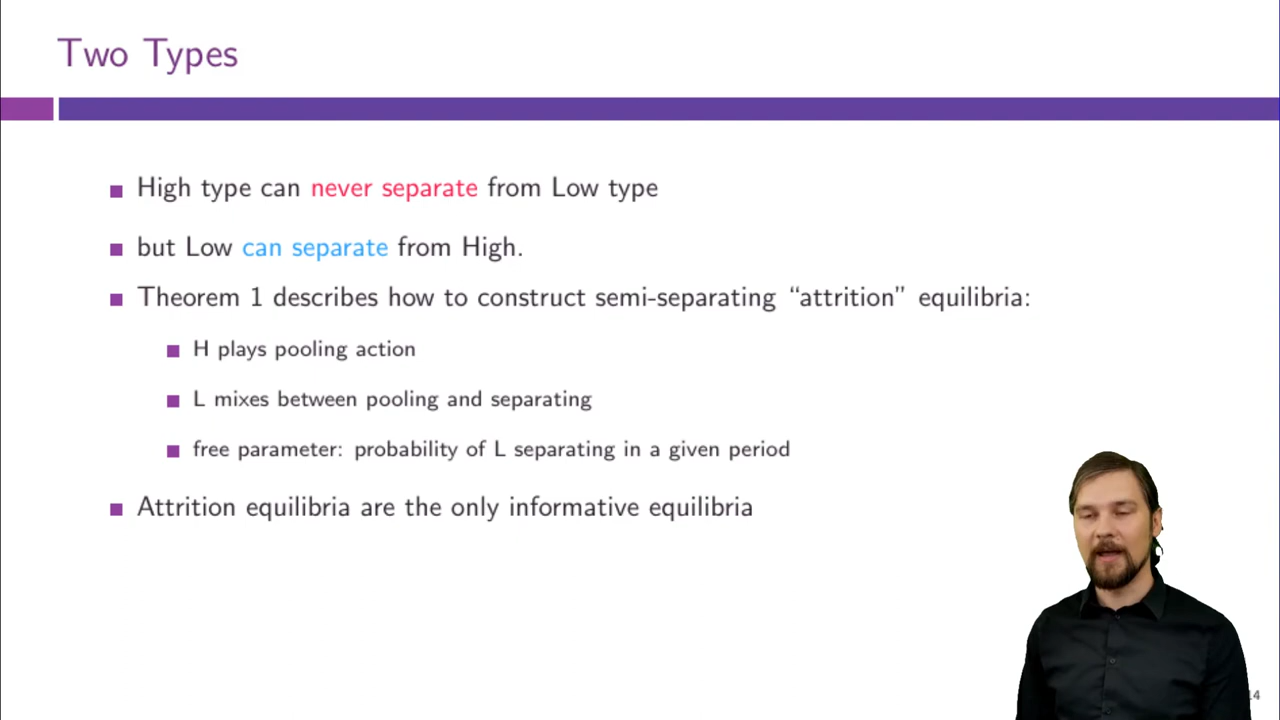 Two Types
High type can never separate from Low type
but Low can separate from High.
Theorem 1 describes how to construct semi-separating “attrition” equilibria:
H plays pooling action
L mixes between pooling and separating
free parameter: probability of L separating in a given period
Attrition equilibria are the only informative equilibria
14